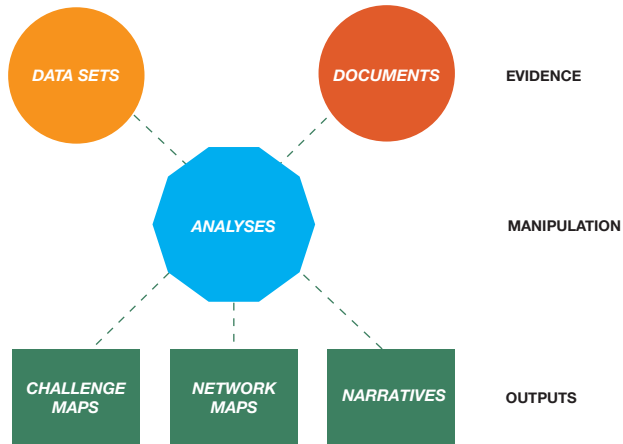 DATA SETS
DOCUMENTS
EVIDENCE
ANALYSES
MANIPULATION
CHALLENGE
MAPS
NETWORK
MAPS
NARRATIVES
OUTPUTS